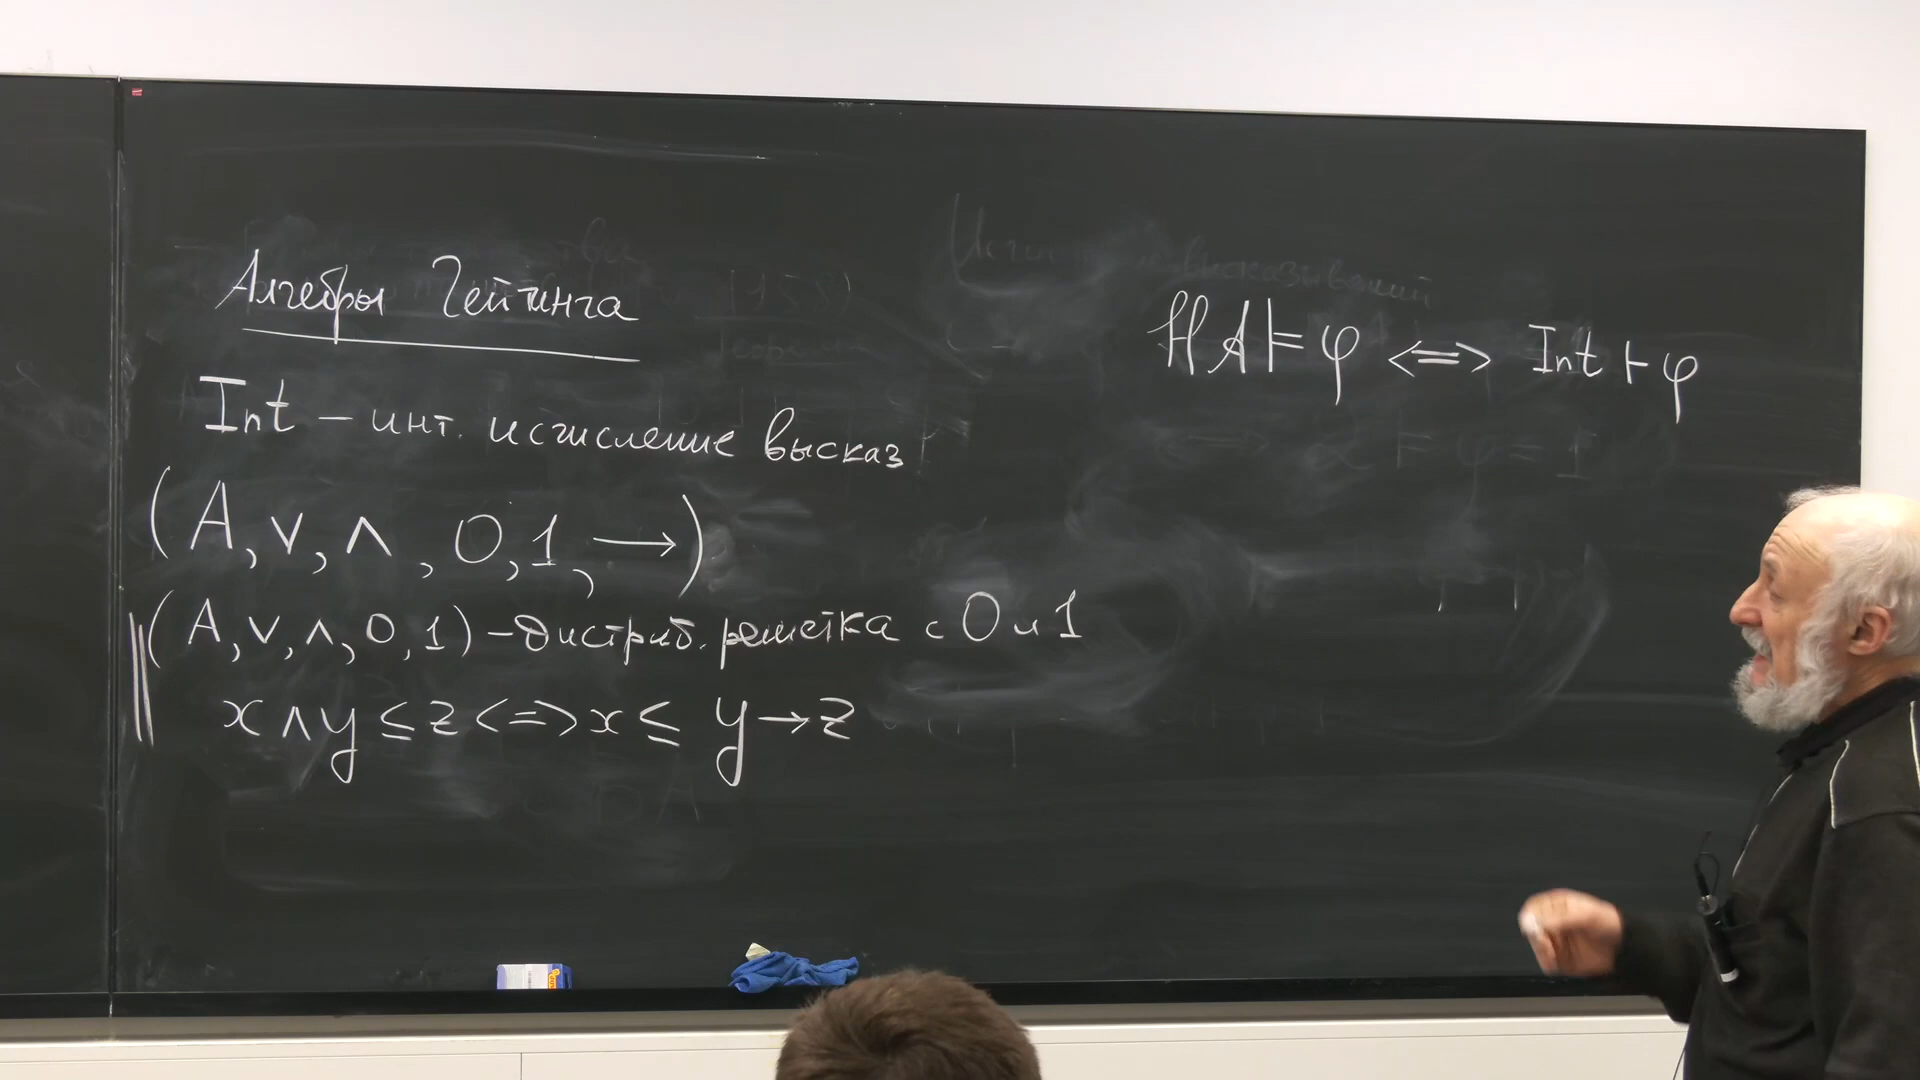 Алгебры Гейтинга
Int – инт. исчисление высказ
(A, ∨, ∧, 0, 1, →)
(A, ∨, ∧, 0, 1) – дистриб. решетка с 0 и 1
x ∧ y ≤ z <=> x ≤ y → z
HA ⊨ φ <=> Int ⊢ φ